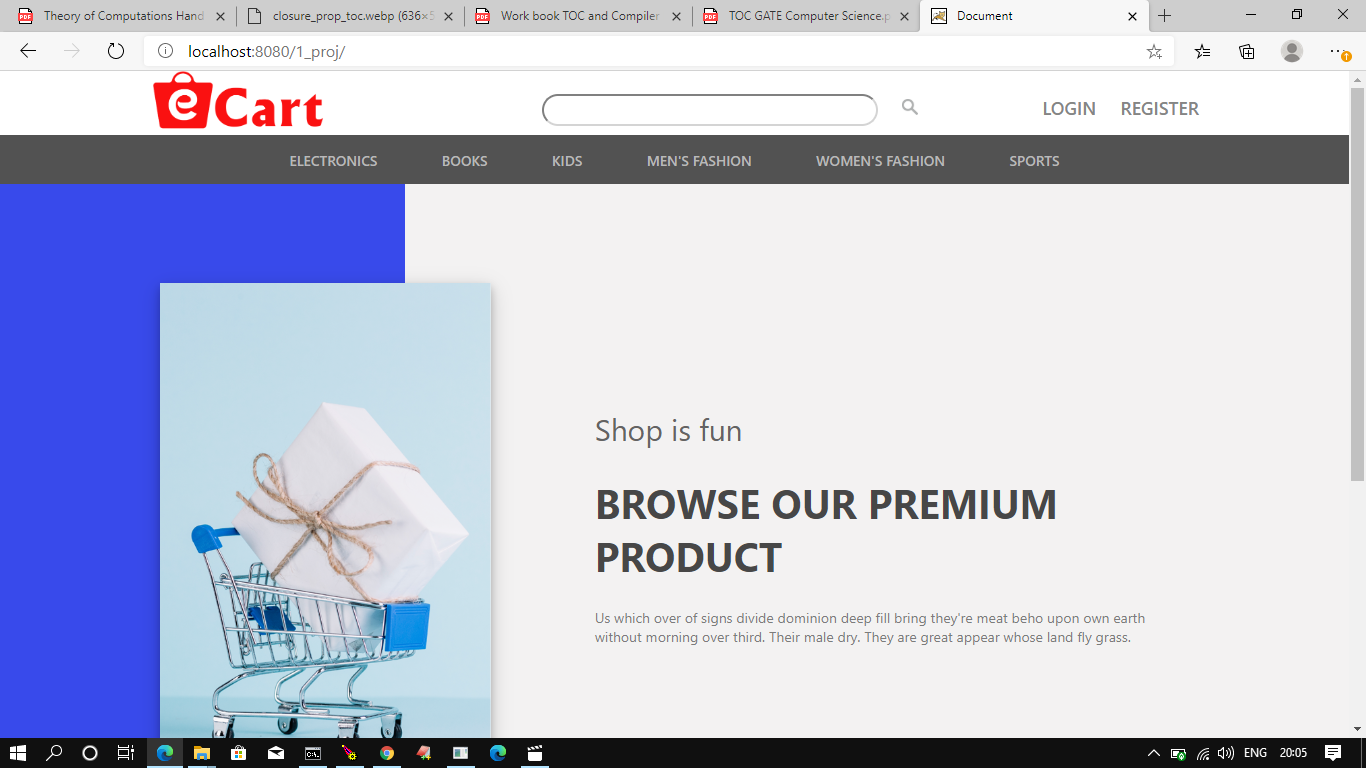 Theory of Computations Hand
closure_prop_toc.webp (636×5
Work book TOC and Compiler
TOC GATE Computer Science.p
Document
localhost:8080/1_proj/
eCart
LOGIN REGISTER
ELECTRONICS BOOKS KIDS MEN'S FASHION WOMEN'S FASHION SPORTS
Shop is fun
BROWSE OUR PREMIUM
PRODUCT
Us which over of signs divide dominion deep fill bring they're meat beho upon own earth
without morning over third. Their male dry. They are great appear whose land fly grass.
ENG 20:05